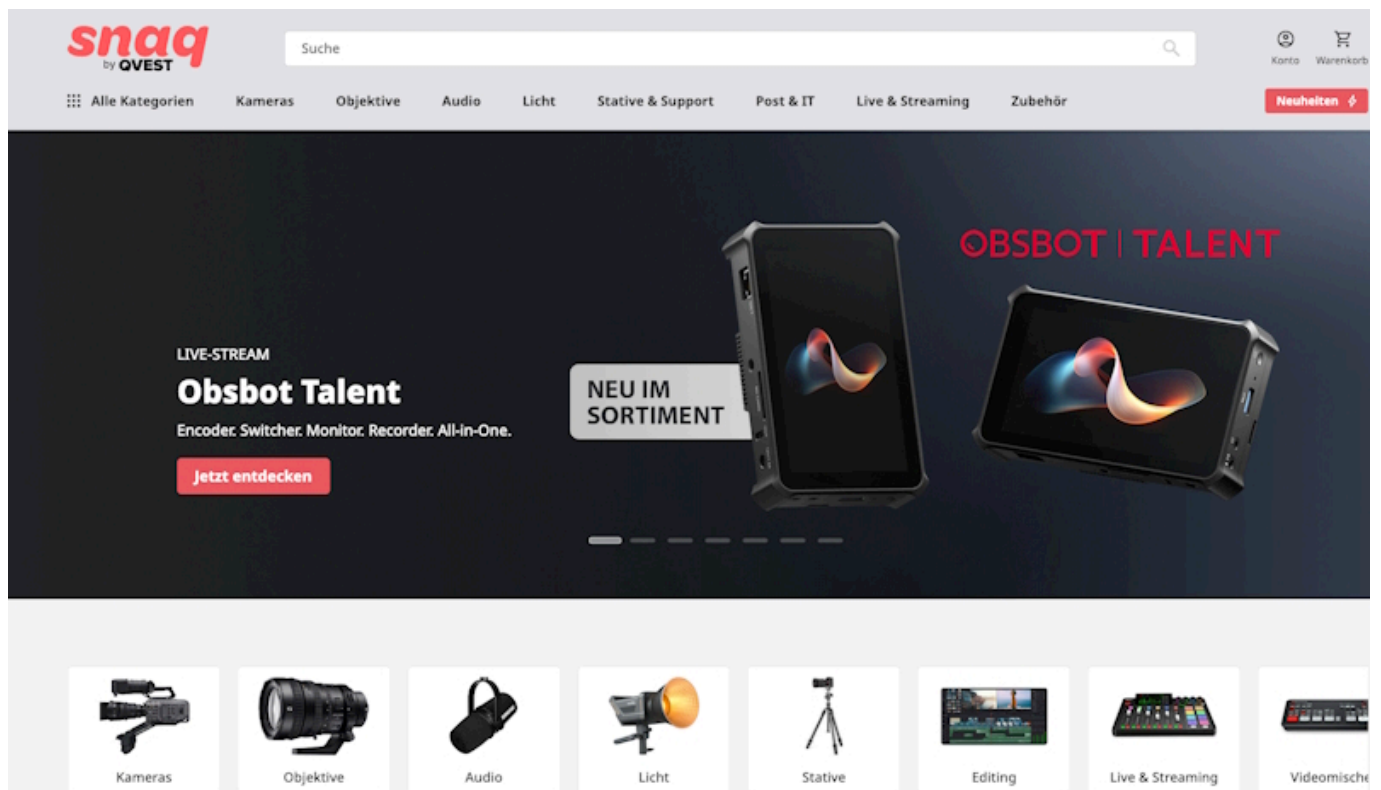 snaq
by QVEST
Suche
Konto
Warenkorb
Alle Kategorien
Kameras
Objektive
Audio
Licht
Stative & Support
Post & IT
Live & Streaming
Zubehör
Neuheiten
OBSBOT | TALENT
LIVE-STREAM
Obsbot Talent
Encoder. Switcher. Monitor. Recorder. All-in-One.
Jetzt entdecken
NEU IM
SORTIMENT
Kameras
Objektive
Audio
Licht
Stative
Editing
Live & Streaming
Videomische